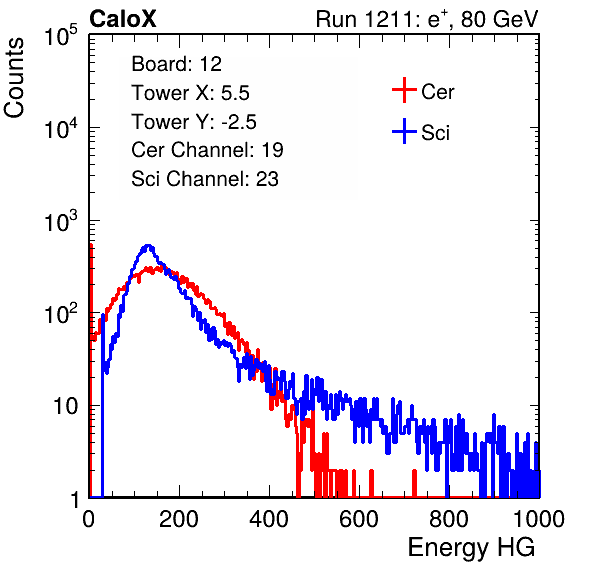 CaloX Run 1211: e⁺, 80 GeV
Counts
10⁵
10⁴
10³
10²
10
1
Board: 12
Tower X: 5.5
Tower Y: -2.5
Cer Channel: 19
Sci Channel: 23
Cer
Sci
0 200 400 600 800 1000
Energy HG